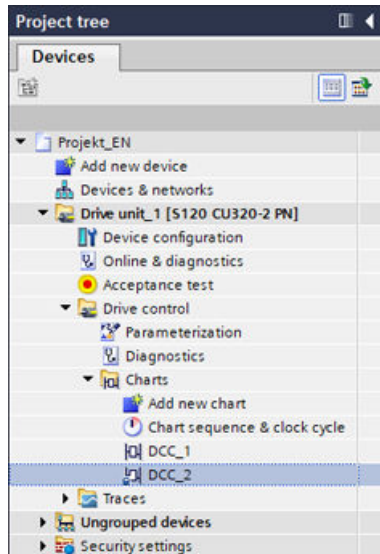 Project tree
Devices
Projekt_EN
Add new device
Devices & networks
Drive unit_1 [S120 CU320-2 PN]
Device configuration
Online & diagnostics
Acceptance test
Drive control
Parameterization
Diagnostics
Charts
Add new chart
Chart sequence & clock cycle
DCC_1
DCC_2
Traces
Ungrouped devices
Security settings